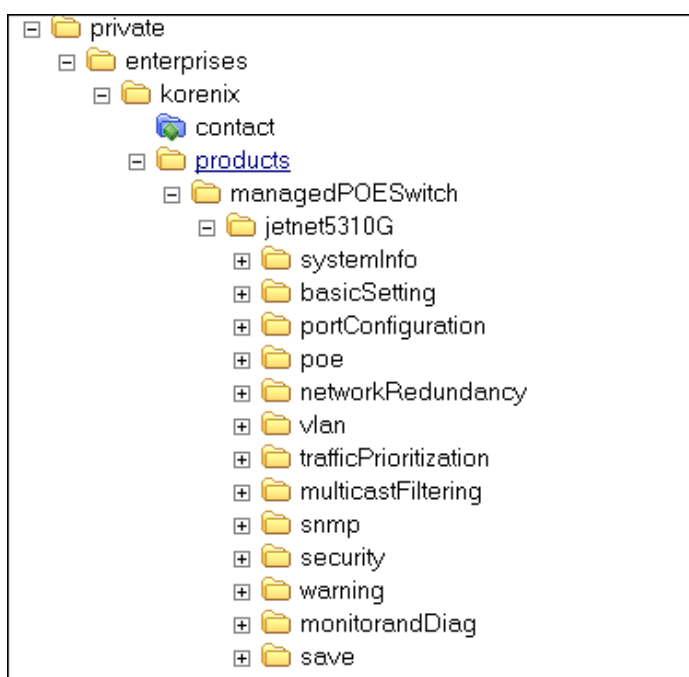 private
enterprises
korenix
contact
products
managedPOESwitch
jetnet5310G
systemInfo
basicSetting
portConfiguration
poe
networkRedundancy
vlan
trafficPrioritization
multicastFiltering
snmp
security
warning
monitorandDiag
save